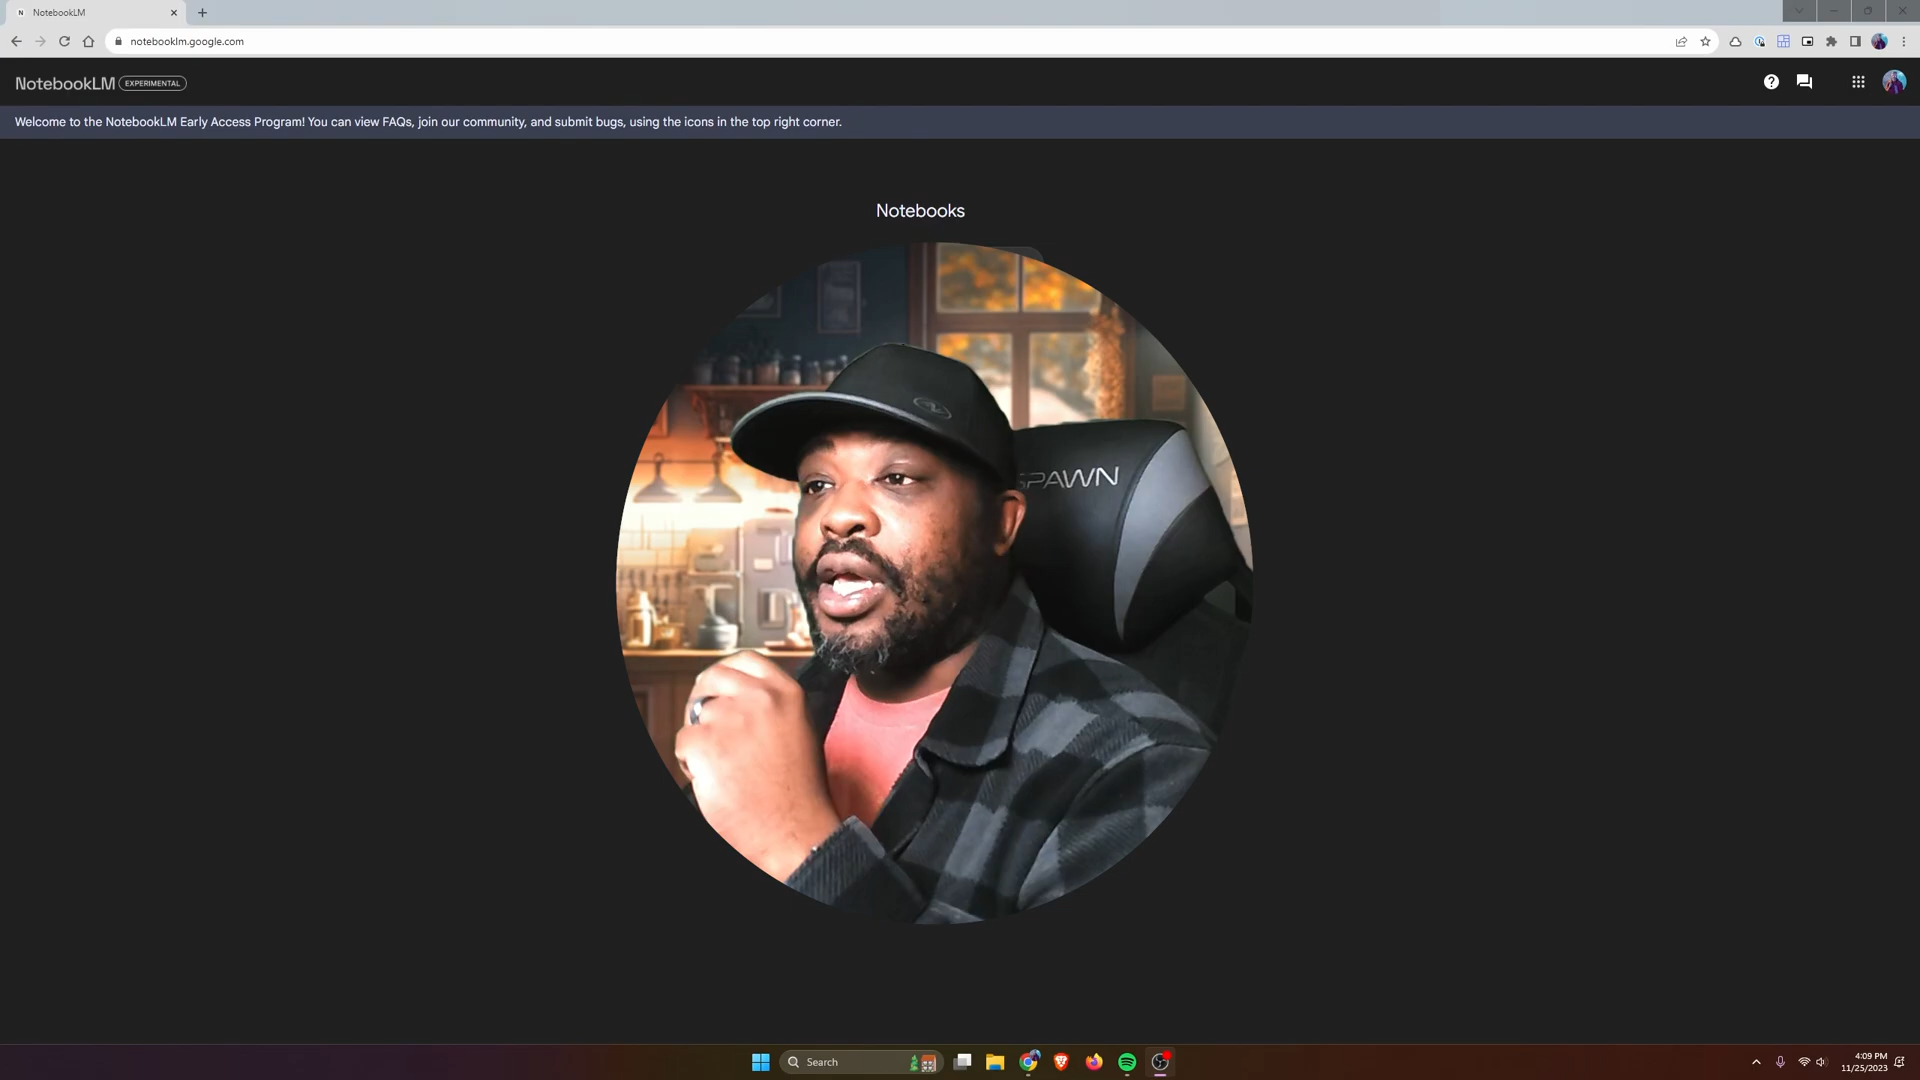 NotebookLM
notebooklm.google.com
NotebookLM EXPERIMENTAL
Welcome to the NotebookLM Early Access Program! You can view FAQs, join our community, and submit bugs, using the icons in the top right corner.
Notebooks
SPAWN
Search
4:09 PM
11/25/2023